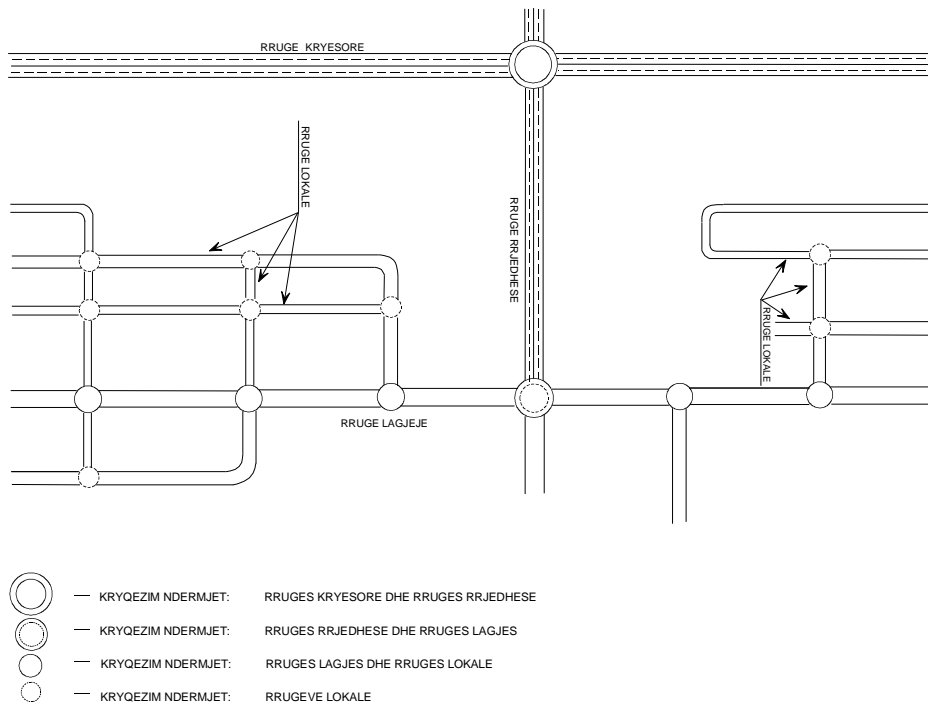 RRUGE KRYESORE
RRUGE LOKALE
RRUGE RRJEDHESE
RRUGE LOKALE
RRUGE LAGJEJE
— KRYQEZIM NDERMJET: RRUGES KRYESORE DHE RRUGES RRJEDHESE
— KRYQEZIM NDERMJET: RRUGES RRJEDHESE DHE RRUGES LAGJES
— KRYQEZIM NDERMJET: RRUGES LAGJES DHE RRUGES LOKALE
— KRYQEZIM NDERMJET: RRUGEVE LOKALE